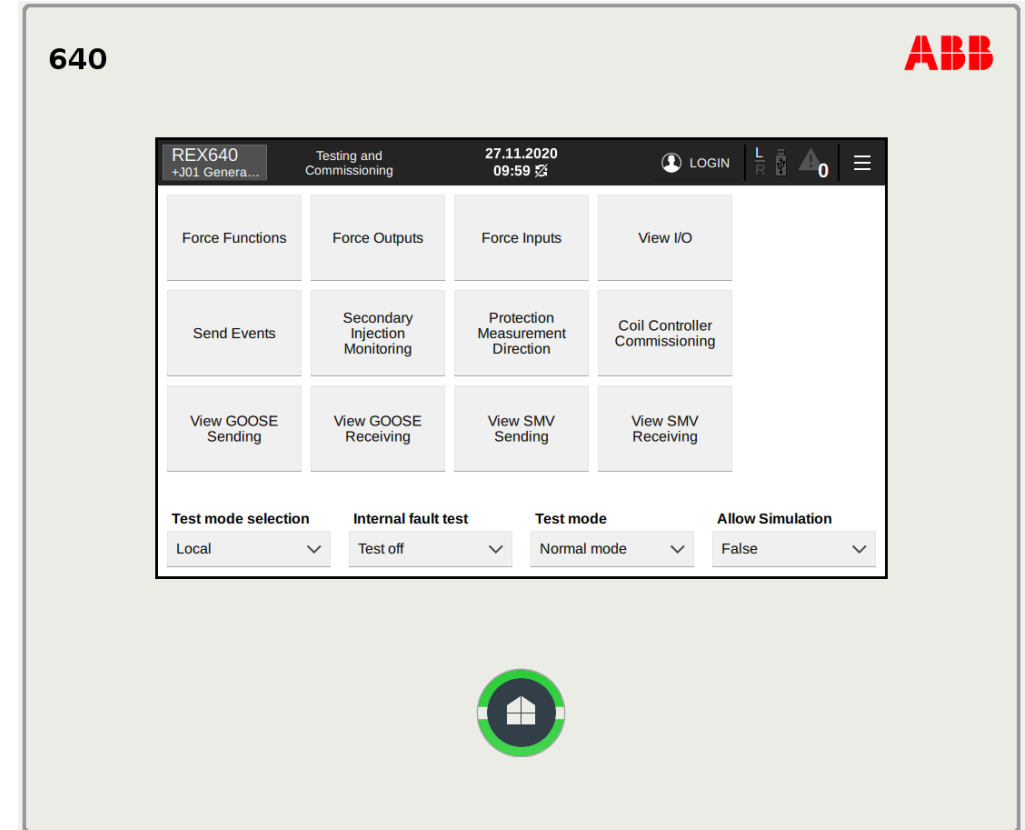 640
ABB
REX640
+J01 Genera...
Testing and
Commissioning
27.11.2020
09:59
LOGIN
L
R
0
Force Functions
Force Outputs
Force Inputs
View I/O
Send Events
Secondary
Injection
Monitoring
Protection
Measurement
Direction
Coil Controller
Commissioning
View GOOSE
Sending
View GOOSE
Receiving
View SMV
Sending
View SMV
Receiving
Test mode selection
Internal fault test
Test mode
Allow Simulation
Local
Test off
Normal mode
False